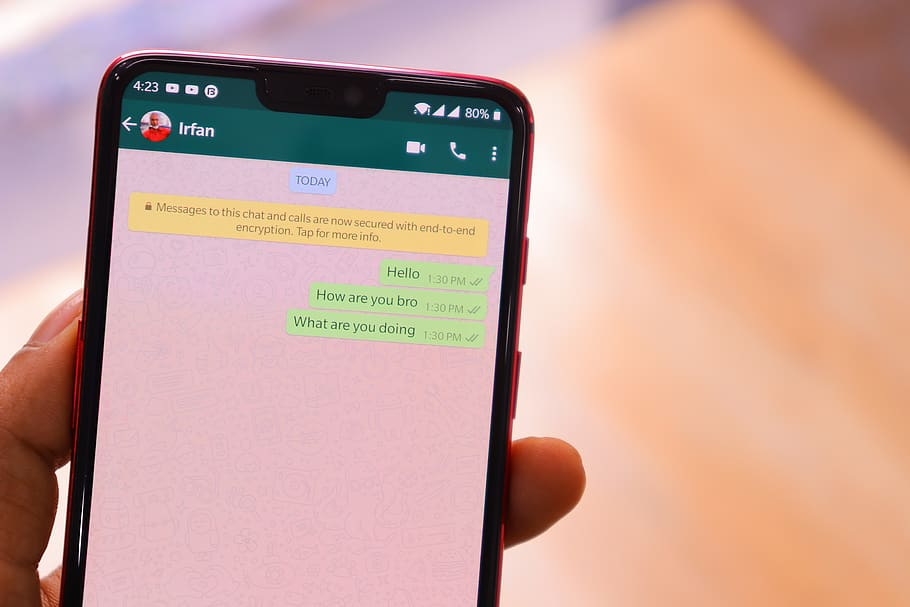 4:23 80%
Irfan
TODAY
Messages to this chat and calls are now secured with end-to-end
encryption. Tap for more info.
Hello 1:30 PM
How are you bro 1:30 PM
What are you doing 1:30 PM